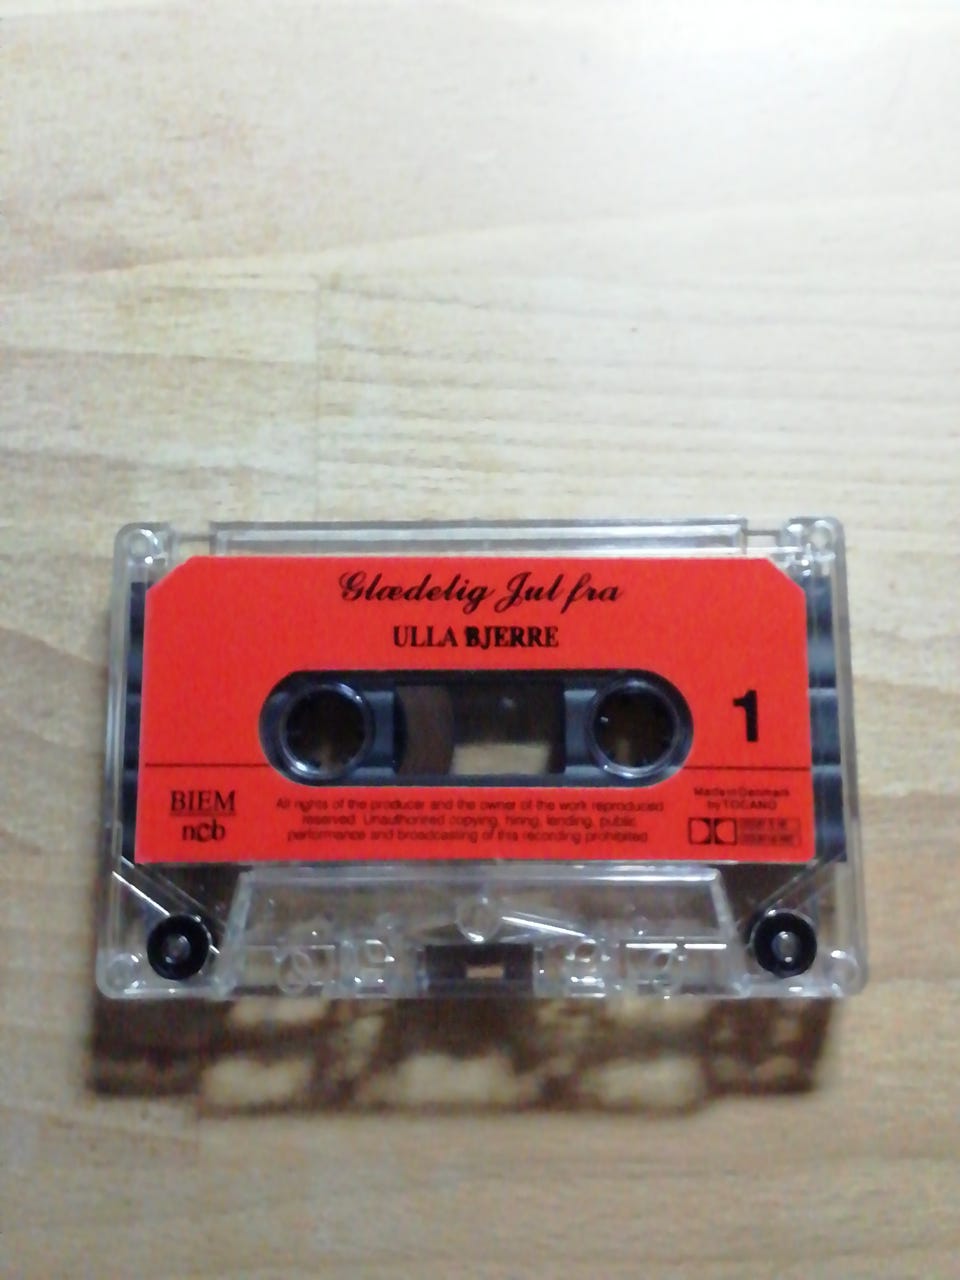 Glædelig Jul fra
ULLA BJERRE
1
BIEM
ncb
All rights of the producer and the owner of the work reproduced
reserved. Unauthorired copying, hiring, lending, public
performance and broadcasting of this recording prohibited
Made in Denmark
by TOCANO